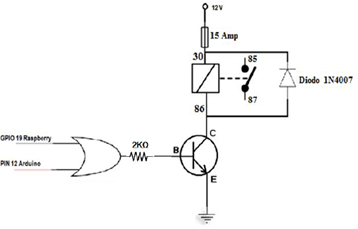 12V
15 Amp
30
85
87
Diodo 1N4007
86
GPIO 19 Raspberry
2KΩ
C
B
PIN 12 Arduino
E